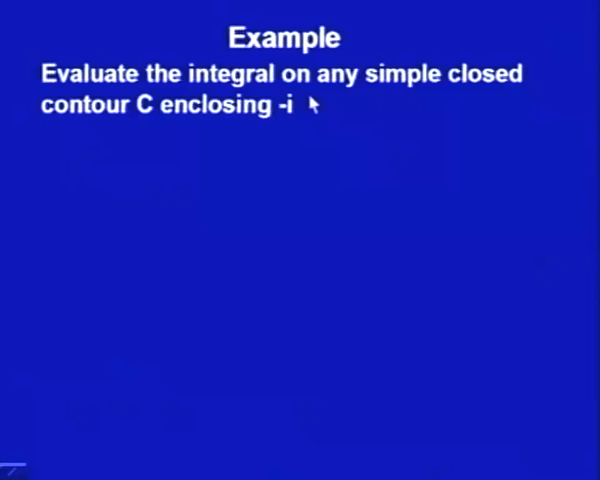 Example
Evaluate the integral on any simple closed
contour C enclosing -i